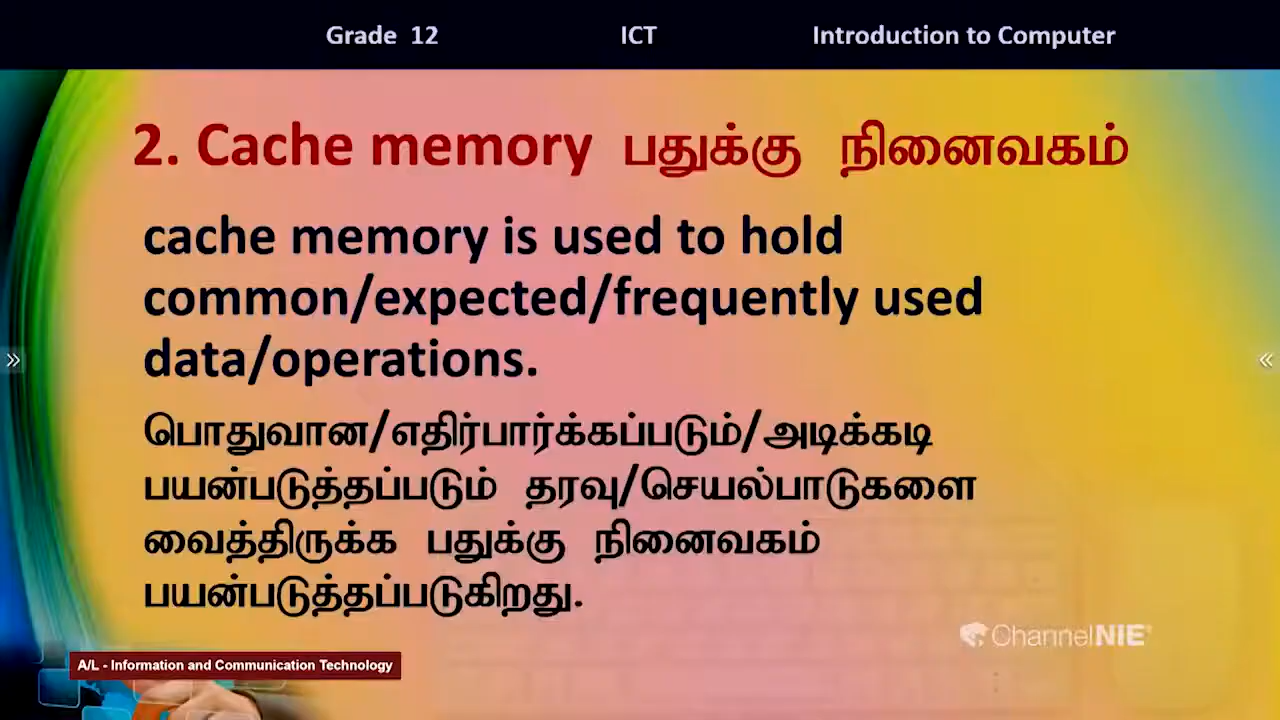 Grade 12 ICT Introduction to Computer
2. Cache memory பதுக்கு நினைவகம்
cache memory is used to hold
common/expected/frequently used
data/operations.
பொதுவான/எதிர்பார்க்கப்படும்/அடிக்கடி
பயன்படுத்தப்படும் தரவு/செயல்பாடுகளை
வைத்திருக்க பதுக்கு நினைவகம்
பயன்படுத்தப்படுகிறது.
ChannelNIE
A/L - Information and Communication Technology